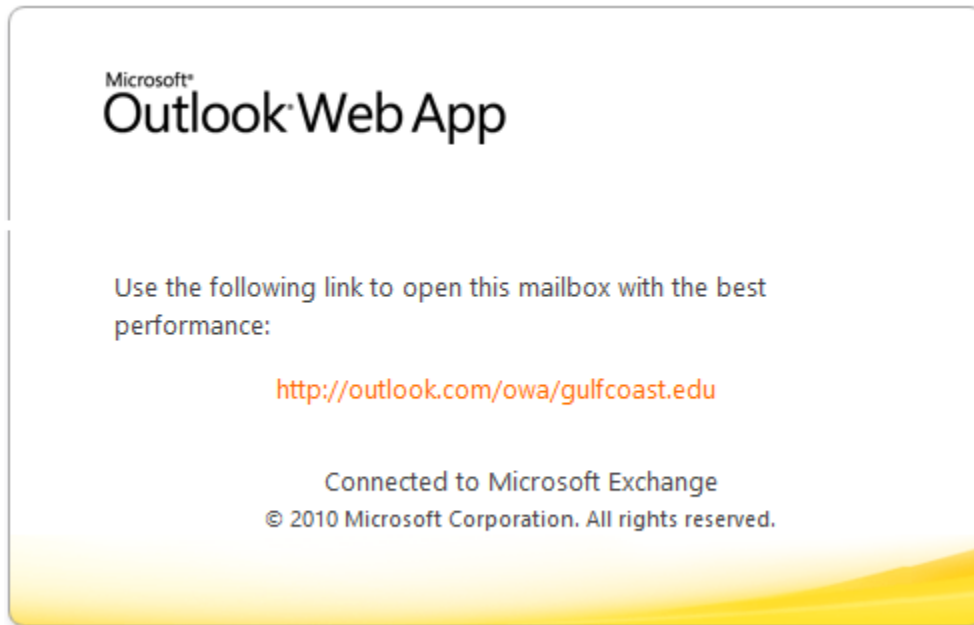 Microsoft®
Outlook® Web App
Use the following link to open this mailbox with the best
performance:
http://outlook.com/owa/gulfcoast.edu
Connected to Microsoft Exchange
© 2010 Microsoft Corporation. All rights reserved.